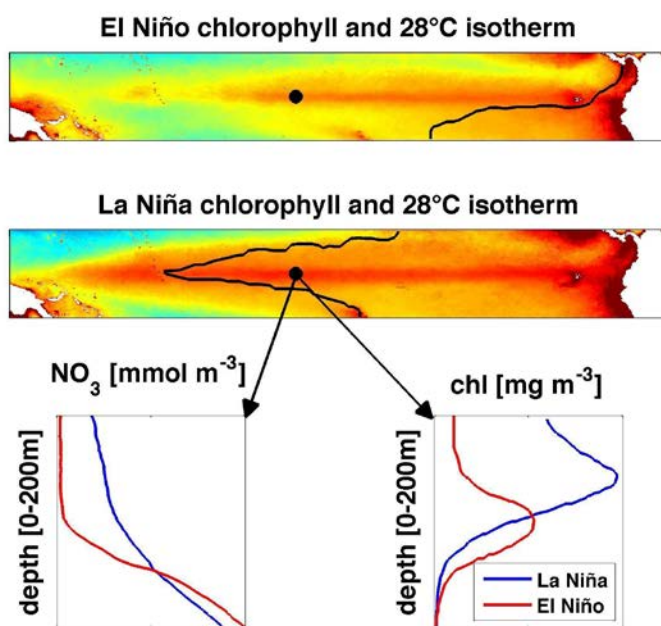 El Niño chlorophyll and 28°C isotherm
La Niña chlorophyll and 28°C isotherm
NO₃ [mmol m⁻³]
chl [mg m⁻³]
depth [0-200m]
depth [0-200m]
La Niña
El Niño